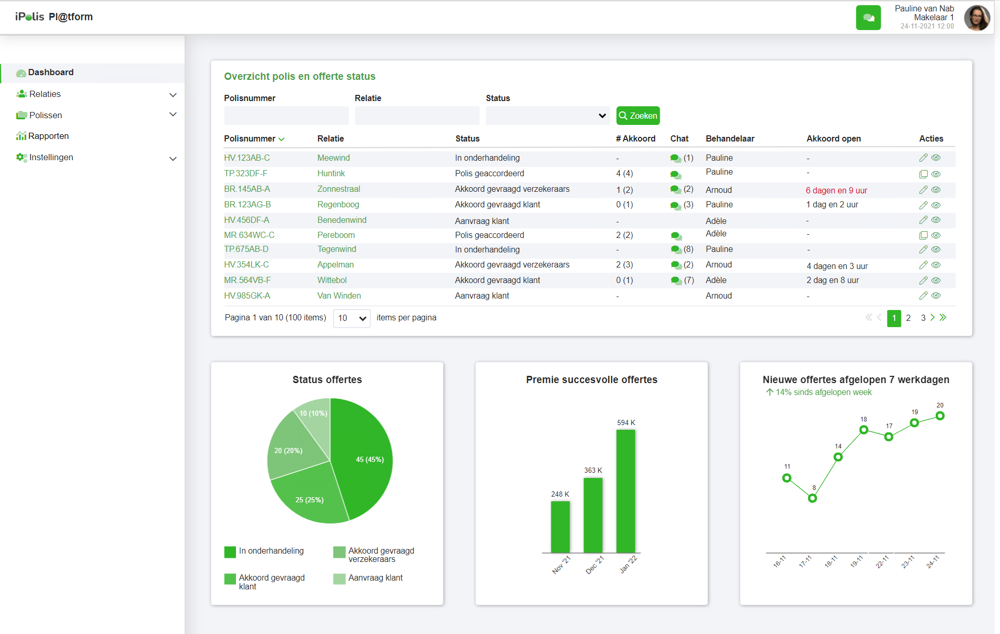 iPolis Pl@tform
Pauline van Nab
Makelaar 1
24-11-2021 12:00
Dashboard
Relaties
Polissen
Rapporten
Instellingen
Overzicht polis en offerte status
Polisnummer Relatie Status
Zoeken
Polisnummer Relatie Status # Akkoord Chat Behandelaar Akkoord open Acties
HV.123AB-C Meewind In onderhandeling - (1) Pauline -
TP.323DF-F Huntink Polis geaccordeerd 4 (4) Pauline -
BR.145AB-A Zonnestraal Akkoord gevraagd verzekeraars 1 (2) (2) Arnoud 6 dagen en 9 uur
BR.123AG-B Regenboog Akkoord gevraagd klant 0 (1) (3) Pauline 1 dag en 2 uur
HV.456DF-A Benedenwind Aanvraag klant - Adèle -
MR.634WC-C Pereboom Polis geaccordeerd 2 (2) Adèle -
TP.675AB-D Tegenwind In onderhandeling - (8) Pauline -
HV.354LK-C Appelman Akkoord gevraagd verzekeraars 2 (3) (2) Arnoud 4 dagen en 3 uur
MR.564VB-F Wittebol Akkoord gevraagd klant 0 (1) (7) Adèle 2 dag en 8 uur
HV.985GK-A Van Winden Aanvraag klant - Arnoud -
Pagina 1 van 10 (100 items) 10 items per pagina 1 2 3
Status offertes
10 (10%)
20 (20%)
45 (45%)
25 (25%)
In onderhandeling
Akkoord gevraagd
verzekeraars
Akkoord gevraagd
klant
Aanvraag klant
Premie succesvolle offertes
594 K
363 K
248 K
Nov '21 Dec '21 Jan '22
Nieuwe offertes afgelopen 7 werkdagen
14% sinds afgelopen week
11 8 14 18 17 19 20
16-11 17-11 18-11 19-11 22-11 23-11 24-11